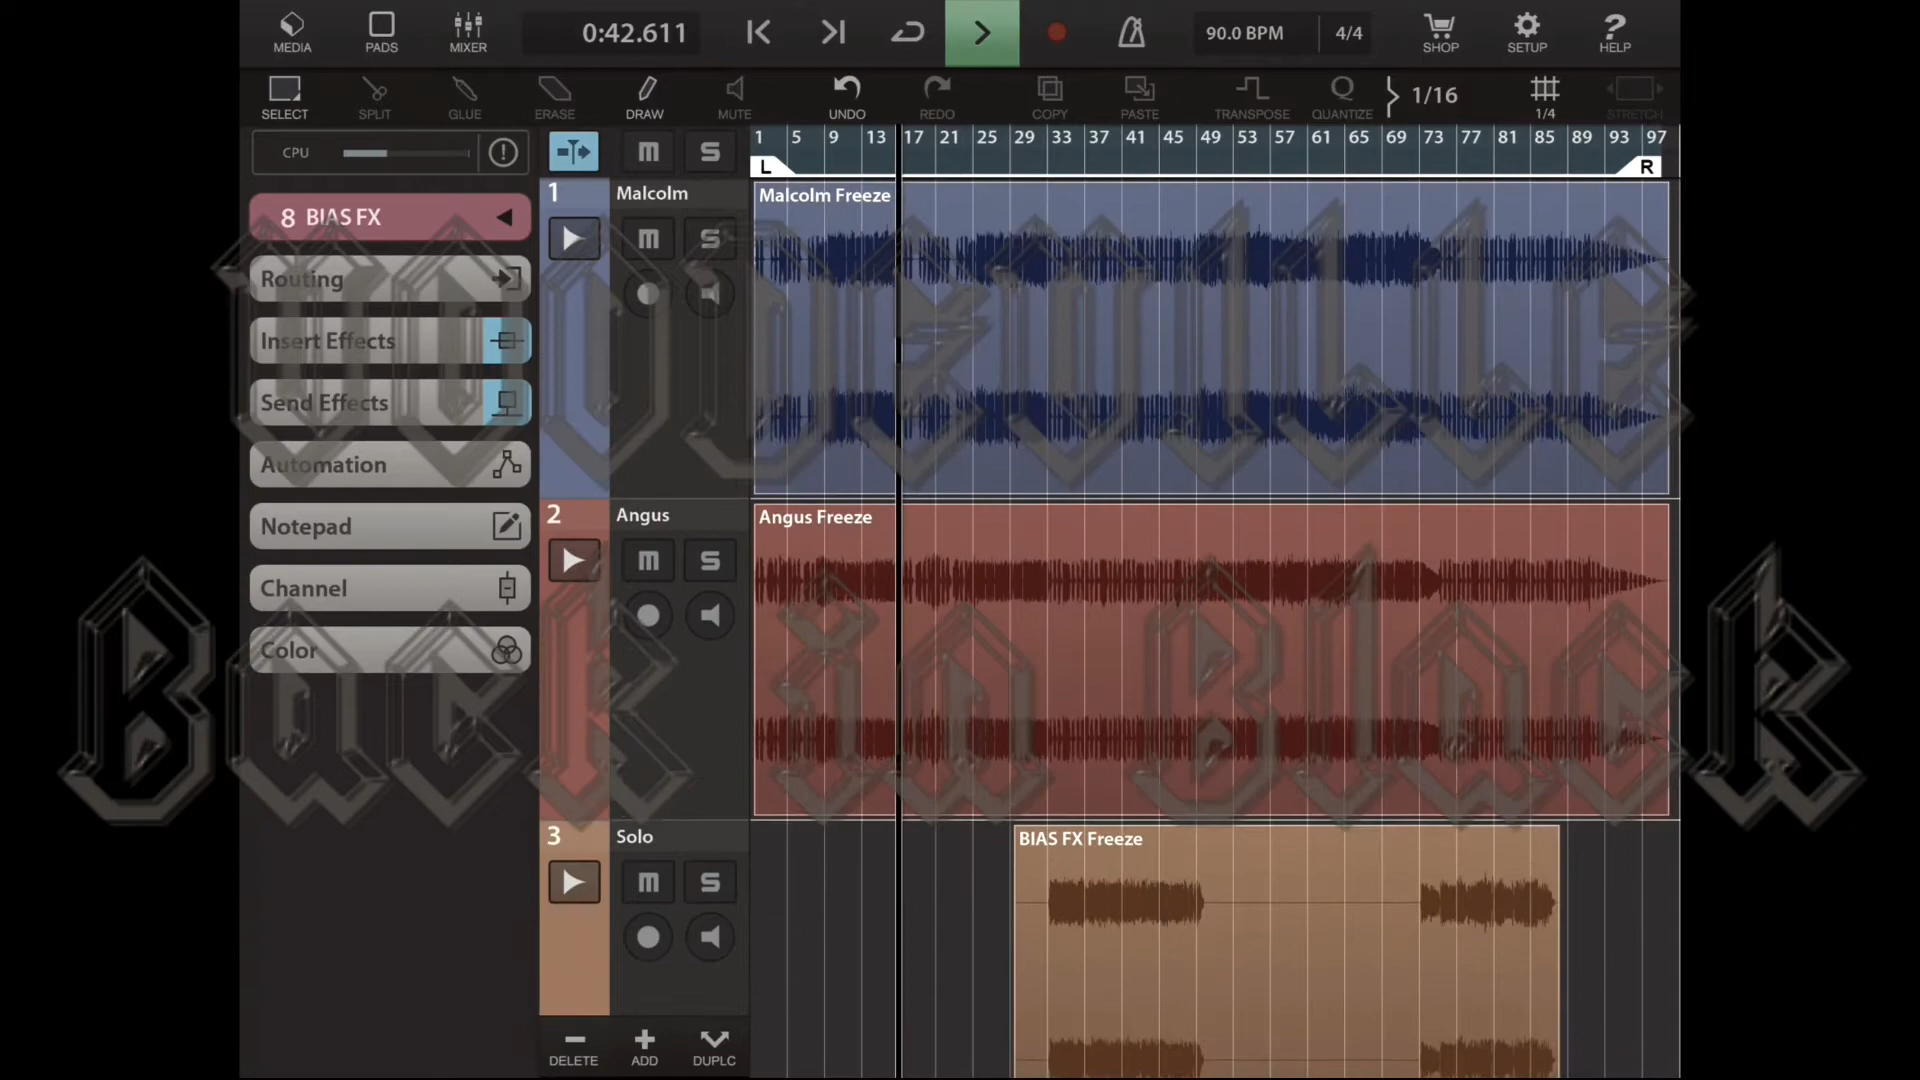 MEDIA PADS MIXER 0:42.611 90.0 BPM 4/4 SHOP SETUP ? HELP
SELECT SPLIT GLUE ERASE DRAW MUTE UNDO REDO COPY PASTE TRANSPOSE Q QUANTIZE 1/16 1/4 STRETCH
CPU M S 1 5 9 13 17 21 25 29 33 37 41 45 49 53 57 61 65 69 73 77 81 85 89 93 97
L R
8 BIAS FX
Routing
Insert Effects
Send Effects
Automation
Notepad
Channel
Color
1 Malcolm Malcolm Freeze
M S
2 Angus Angus Freeze
M S
3 Solo BIAS FX Freeze
M S
DELETE ADD DUPLC
Back in Black